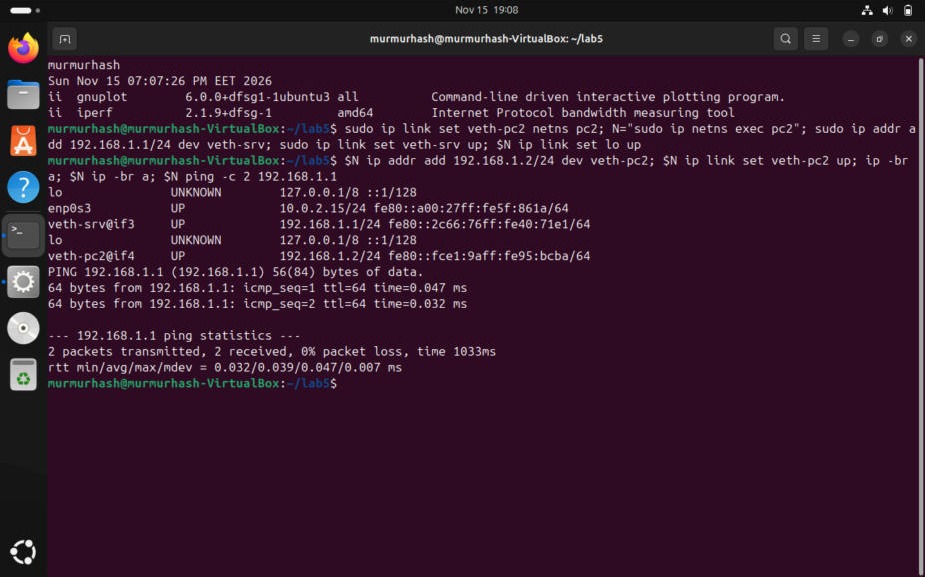 Nov 15 19:08
murmurhash@murmurhash-VirtualBox: ~/lab5
murmurhash
Sun Nov 15 07:07:26 PM EET 2026
ii  gnuplot        6.0.0+dfsg1-1ubuntu3 all          Command-line driven interactive plotting program.
ii  iperf          2.1.9+dfsg-1         amd64        Internet Protocol bandwidth measuring tool
murmurhash@murmurhash-VirtualBox:~/lab5$ sudo ip link set veth-pc2 netns pc2; N="sudo ip netns exec pc2"; sudo ip addr a
dd 192.168.1.1/24 dev veth-srv; sudo ip link set veth-srv up; $N ip link set lo up
murmurhash@murmurhash-VirtualBox:~/lab5$ $N ip addr add 192.168.1.2/24 dev veth-pc2; $N ip link set veth-pc2 up; ip -br
a; $N ip -br a; $N ping -c 2 192.168.1.1
lo               UNKNOWN        127.0.0.1/8 ::1/128
enp0s3           UP             10.0.2.15/24 fe80::a00:27ff:fe5f:861a/64
veth-srv@if3     UP             192.168.1.1/24 fe80::2c66:76ff:fe40:71e1/64
lo               UNKNOWN        127.0.0.1/8 ::1/128
veth-pc2@if4     UP             192.168.1.2/24 fe80::fce1:9aff:fe95:bcba/64
PING 192.168.1.1 (192.168.1.1) 56(84) bytes of data.
64 bytes from 192.168.1.1: icmp_seq=1 ttl=64 time=0.047 ms
64 bytes from 192.168.1.1: icmp_seq=2 ttl=64 time=0.032 ms
--- 192.168.1.1 ping statistics ---
2 packets transmitted, 2 received, 0% packet loss, time 1033ms
rtt min/avg/max/mdev = 0.032/0.039/0.047/0.007 ms
murmurhash@murmurhash-VirtualBox:~/lab5$